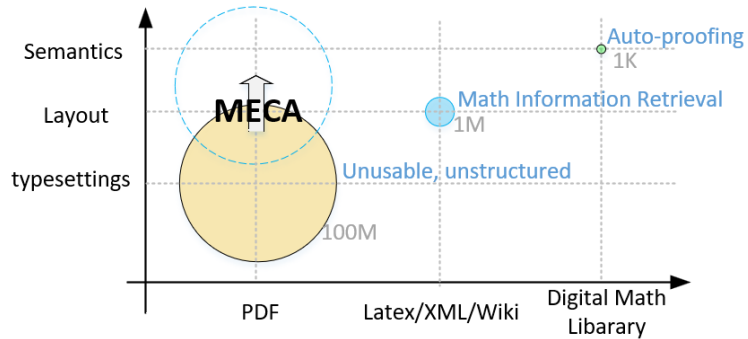 Semantics
Auto-proofing
1K
MECA
Layout
Math Information Retrieval
1M
typesettings
Unusable, unstructured
100M
PDF
Latex/XML/Wiki
Digital Math
Libarary